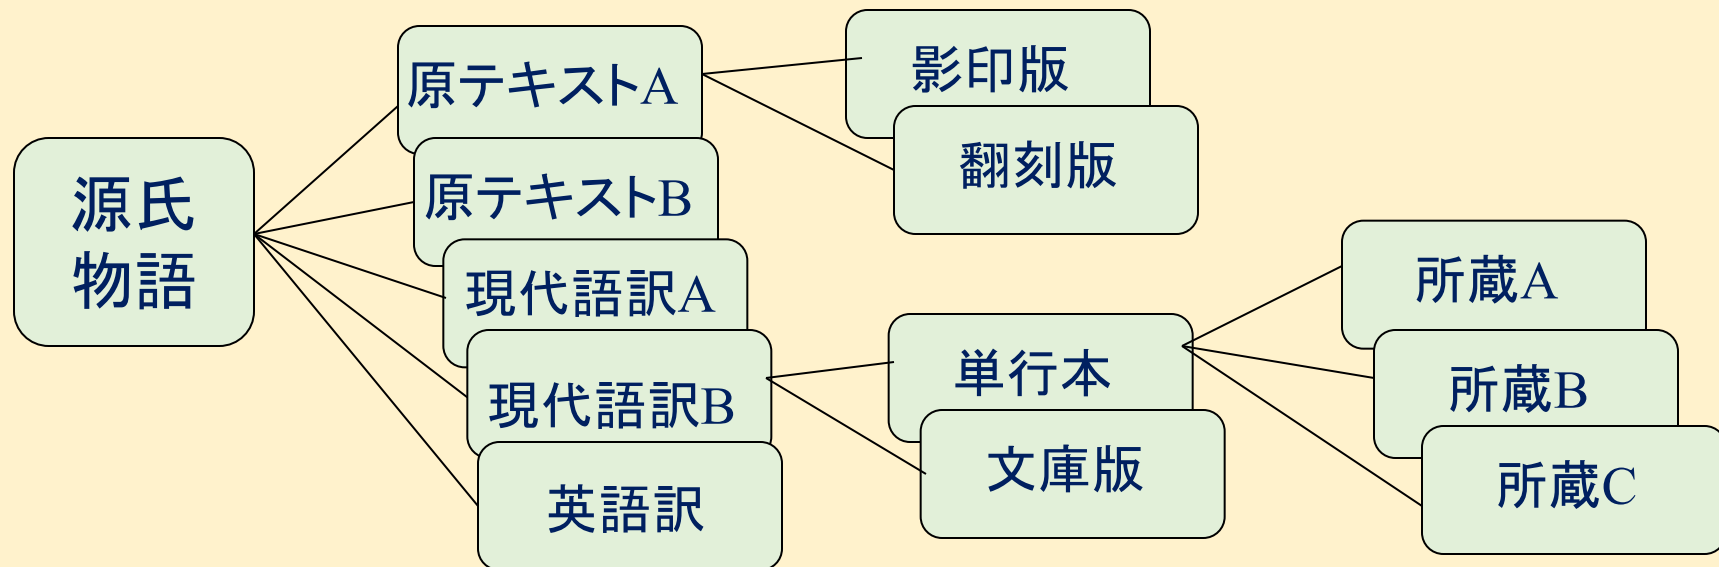 源氏
物語
原テキストA
原テキストB
現代語訳A
現代語訳B
英語訳
影印版
翻刻版
単行本
文庫版
所蔵A
所蔵B
所蔵C